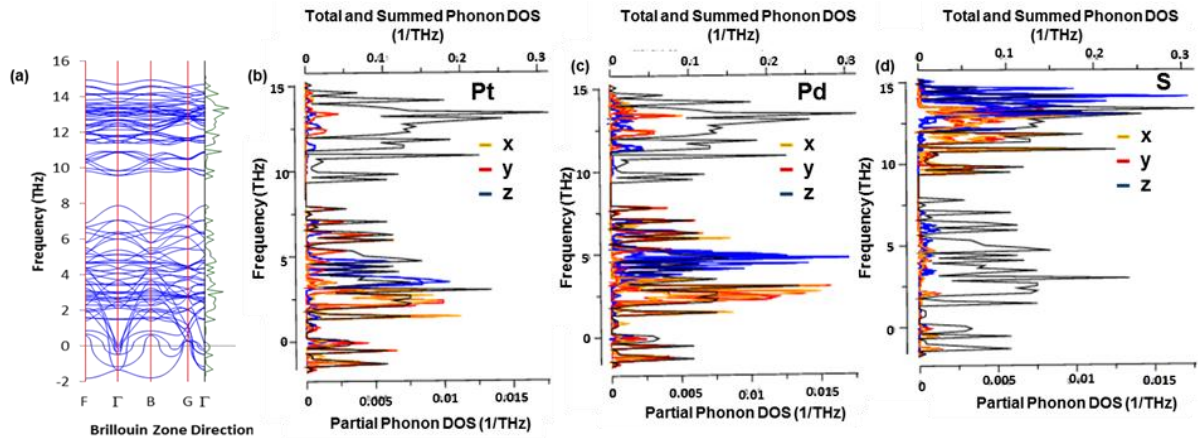 (a)
16
14
12
10
8
6
4
2
0
-2
Frequency (THz)
F Γ B G Γ
Brillouin Zone Direction
Total and Summed Phonon DOS
(1/THz)
0 0.1 0.2 0.3
(b)
Pt
x
y
z
15
10
5
0
Frequency (THz)
0 0.005 0.01 0.015
Partial Phonon DOS (1/THz)
Total and Summed Phonon DOS
(1/THz)
0 0.1 0.2 0.3
(c)
Pd
x
y
z
15
10
5
0
Frequency (THz)
0 0.005 0.01 0.015
Partial Phonon DOS (1/THz)
Total and Summed Phonon DOS
(1/THz)
0 0.1 0.2 0.3
(d)
S
x
y
z
15
10
5
0
Frequency (THz)
0 0.005 0.01 0.015
Partial Phonon DOS (1/THz)